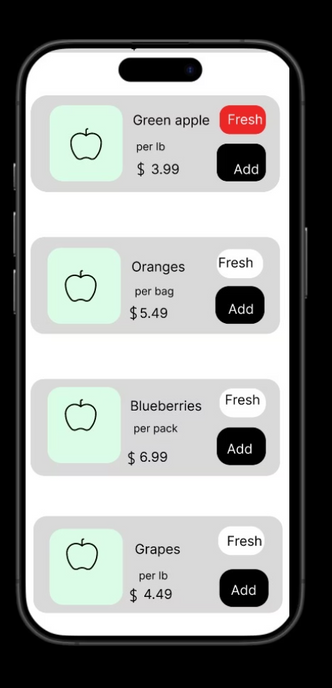 Green apple
Fresh
per lb
$ 3.99
Add
Oranges
Fresh
per bag
$5.49
Add
Blueberries
Fresh
per pack
$ 6.99
Add
Grapes
Fresh
per lb
$ 4.49
Add